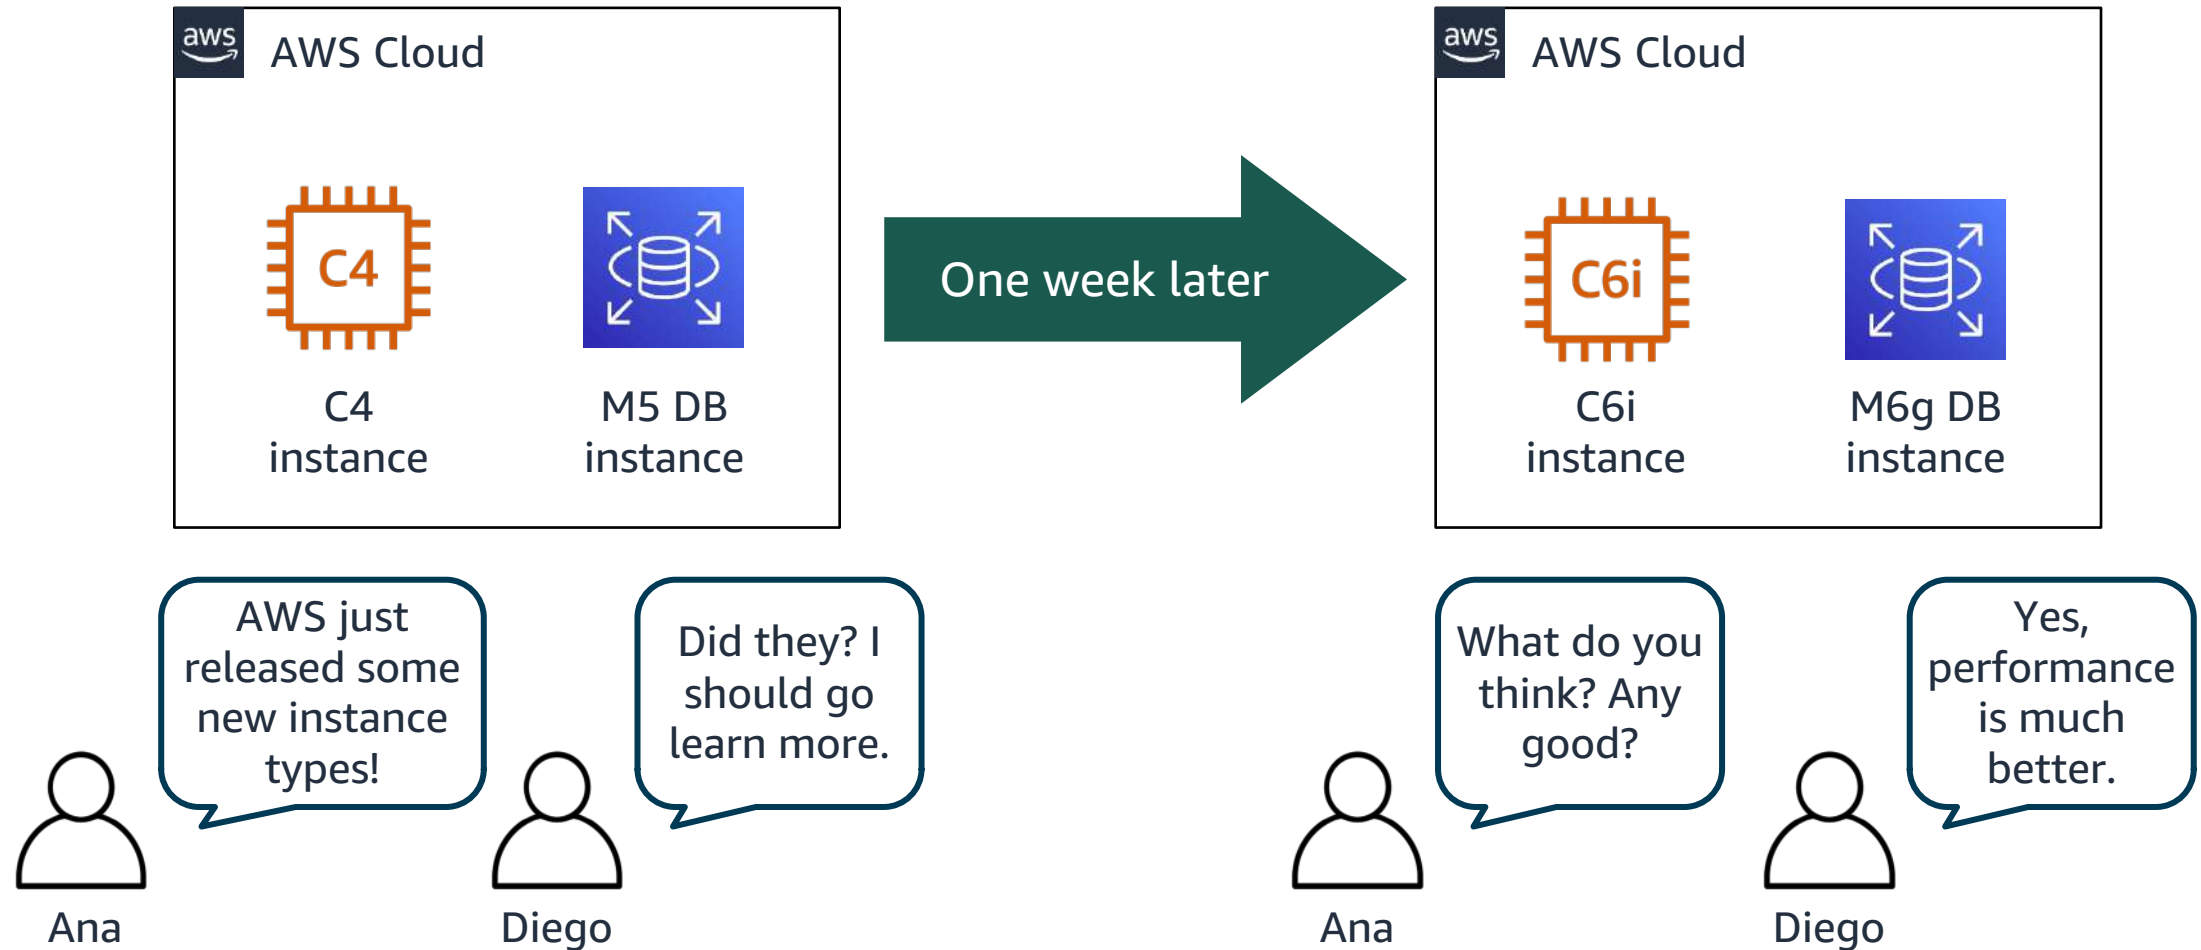 aws
AWS Cloud
C4
C4
instance
M5 DB
instance
One week later
aws
AWS Cloud
C6i
C6i
instance
M6g DB
instance
AWS just
released some
new instance
types!
Ana
Did they? I
should go
learn more.
Diego
What do you
think? Any
good?
Ana
Yes,
performance
is much
better.
Diego